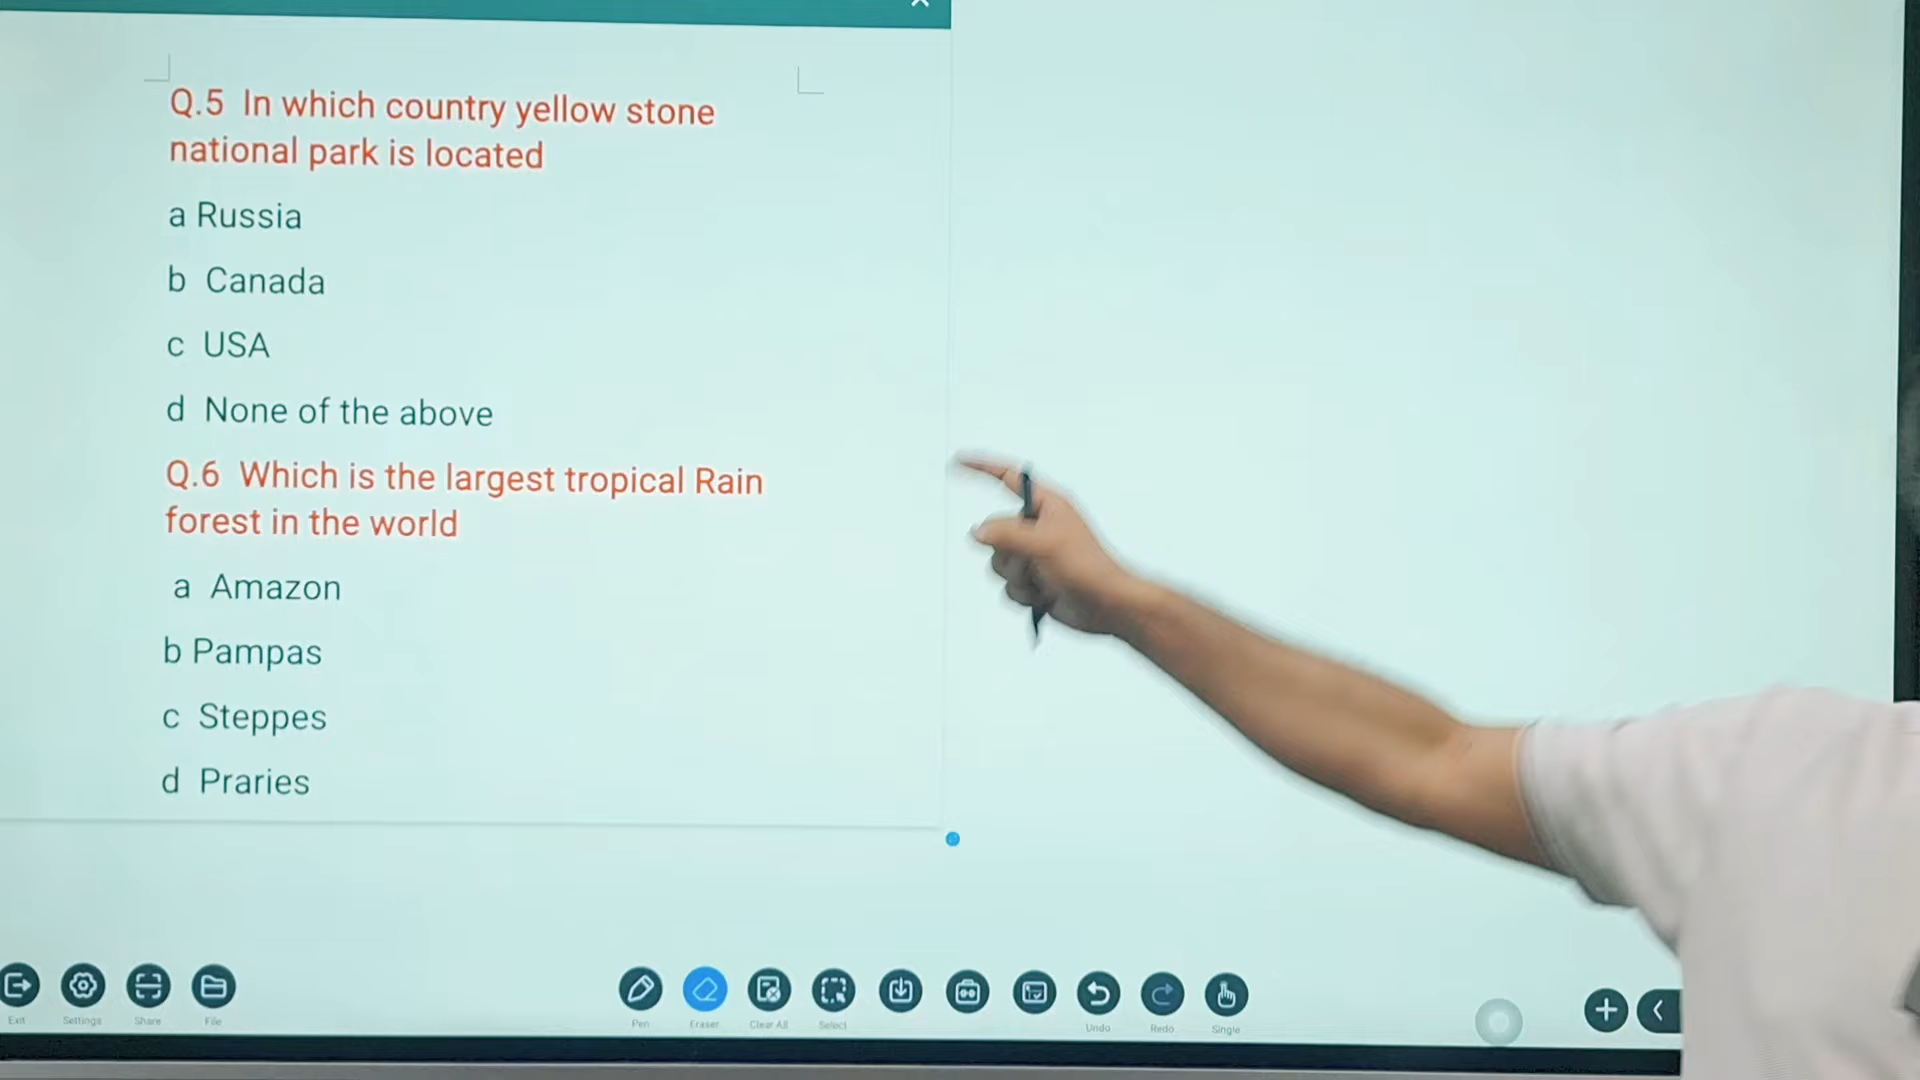 Q.5 In which country yellow stone
national park is located
a Russia
b Canada
c USA
d None of the above
Q.6 Which is the largest tropical Rain
forest in the world
a Amazon
b Pampas
c Steppes
d Praries
Exit Settings Share File Pen Eraser Clear All Select Undo Redo Single